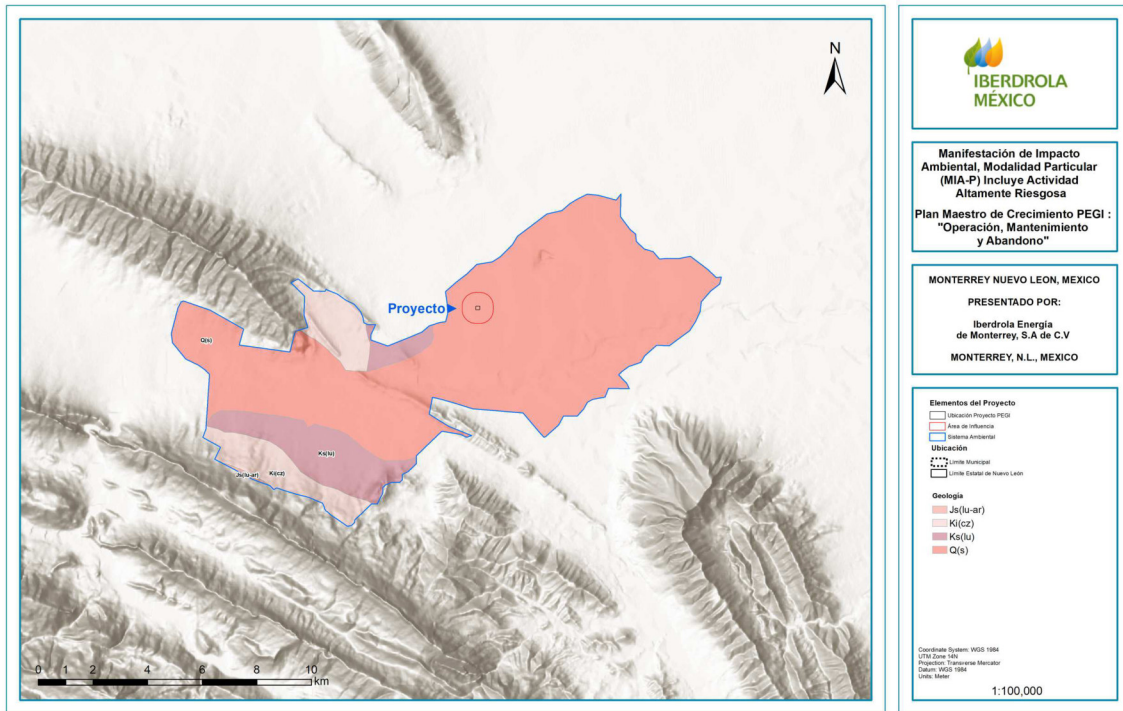 N
Proyecto
Q(s)
Ks(lu)
Js(lu-ar)
Ki(cz)
0 2 4 6 8 10
km
IBERDROLA
MÉXICO
Manifestación de Impacto
Ambiental, Modalidad Particular
(MIA-P) Incluye Actividad
Altamente Riesgosa
Plan Maestro de Crecimiento PEGI :
"Operación, Mantenimiento
y Abandono"
MONTERREY NUEVO LEON, MEXICO
PRESENTADO POR:
Iberdrola Energía
de Monterrey, S.A de C.V
MONTERREY, N.L., MEXICO
Elementos del Proyecto
Ubicación Proyecto PEGI
Área de Influencia
Sistema Ambiental
Ubicación
Límite Municipal
Límite Estatal de Nuevo León
Geología
Js(lu-ar)
Ki(cz)
Ks(lu)
Q(s)
Coordinate System: WGS 1984
UTM Zone 14N
Projection: Transverse Mercator
Datum: WGS 1984
Units: Meter
1:100,000